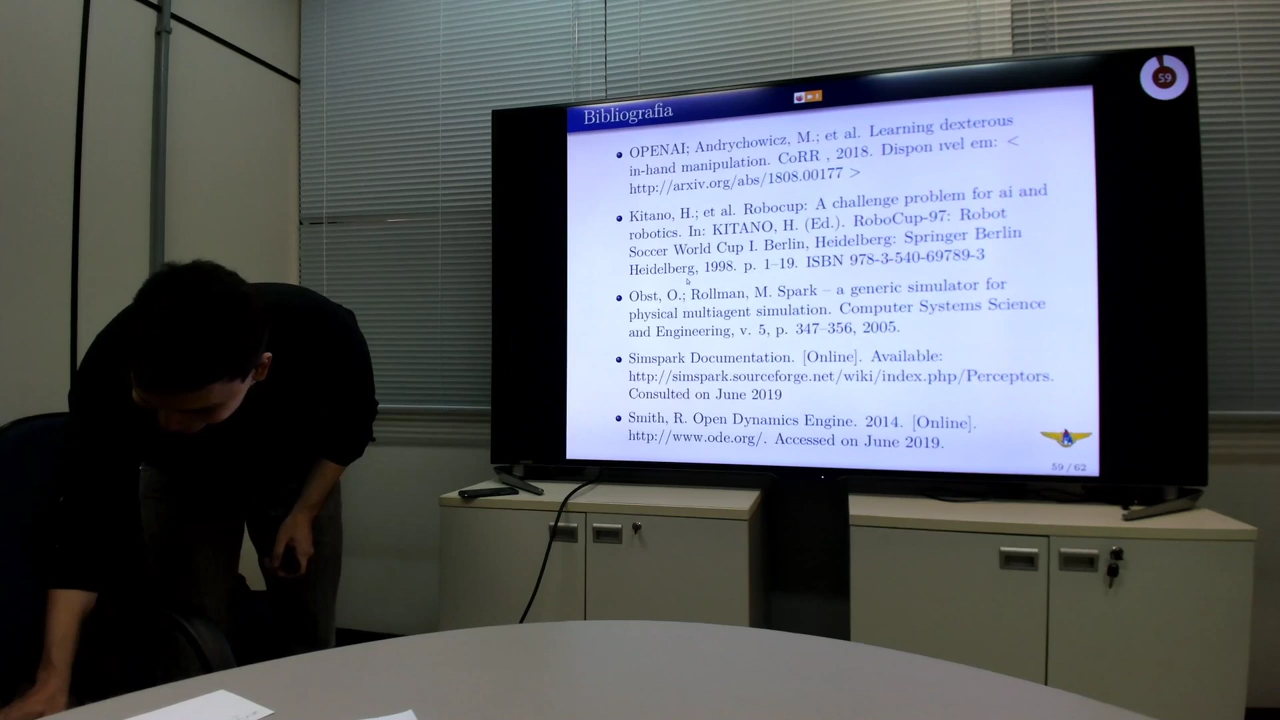 Bibliografia
59
OPENAI; Andrychowicz, M.; et al. Learning dexterous
in-hand manipulation. CoRR , 2018. Dispon ıvel em: <
http://arxiv.org/abs/1808.00177 >
Kitano, H.; et al. Robocup: A challenge problem for ai and
robotics. In: KITANO, H. (Ed.). RoboCup-97: Robot
Soccer World Cup I. Berlin, Heidelberg: Springer Berlin
Heidelberg, 1998. p. 1–19. ISBN 978-3-540-69789-3
Obst, O.; Rollman, M. Spark – a generic simulator for
physical multiagent simulation. Computer Systems Science
and Engineering, v. 5, p. 347–356, 2005.
Simspark Documentation. [Online]. Available:
http://simspark.sourceforge.net/wiki/index.php/Perceptors.
Consulted on June 2019
Smith, R. Open Dynamics Engine. 2014. [Online].
http://www.ode.org/. Accessed on June 2019.
59 / 62